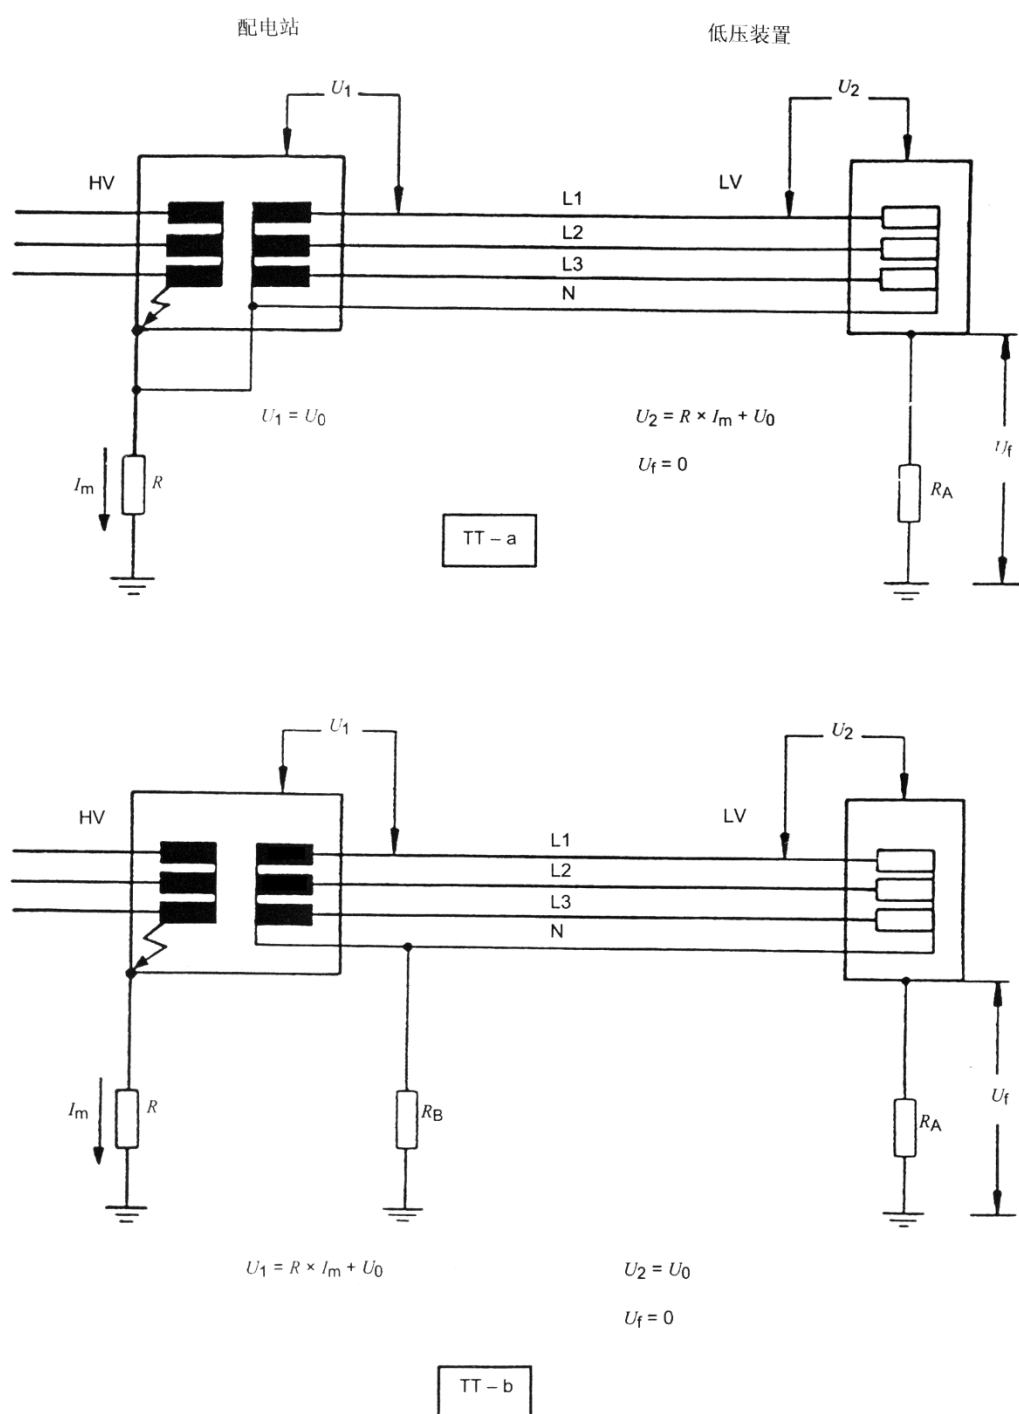 配电站
低压装置
U1
U2
HV
LV
L1
L2
L3
N
U1 = U0
U2 = R × Im + U0
Uf = 0
Uf
Im
R
RA
TT – a
U1
U2
HV
LV
L1
L2
L3
N
Im
R
RB
RA
Uf
U1 = R × Im + U0
U2 = U0
Uf = 0
TT – b